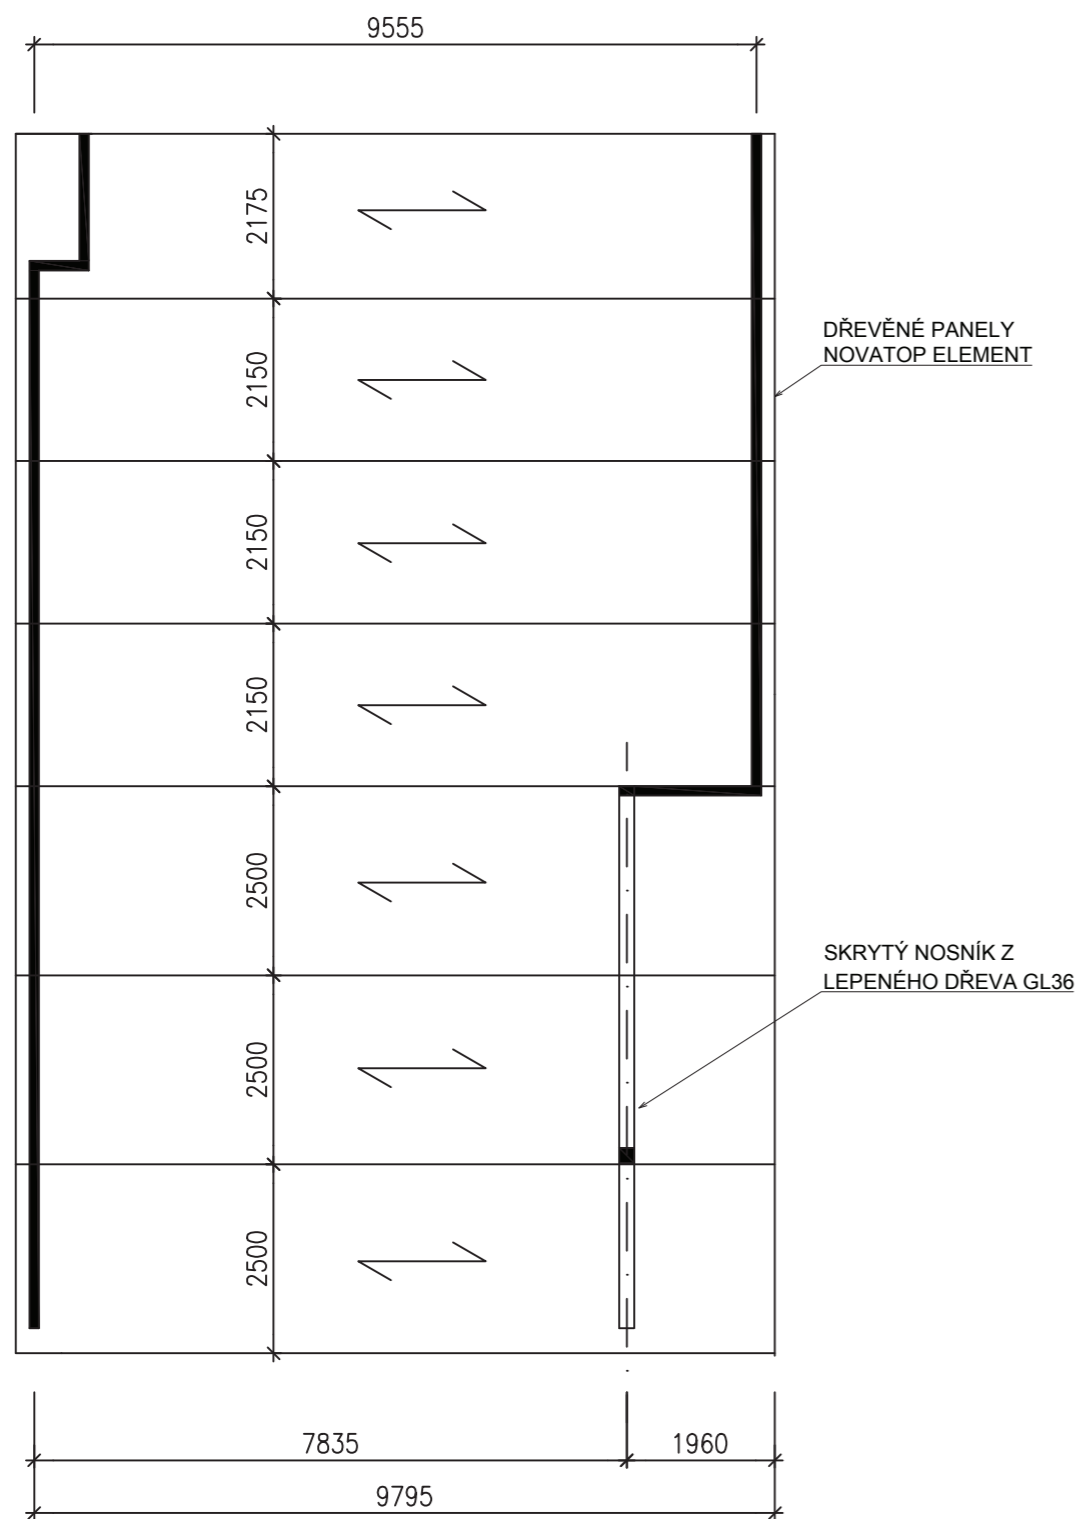 9555
2175
2150
DŘEVĚNÉ PANELY
NOVATOP ELEMENT
2150
2150
2500
SKRYTÝ NOSNÍK Z
LEPENÉHO DŘEVA GL36
2500
2500
7835
1960
9795